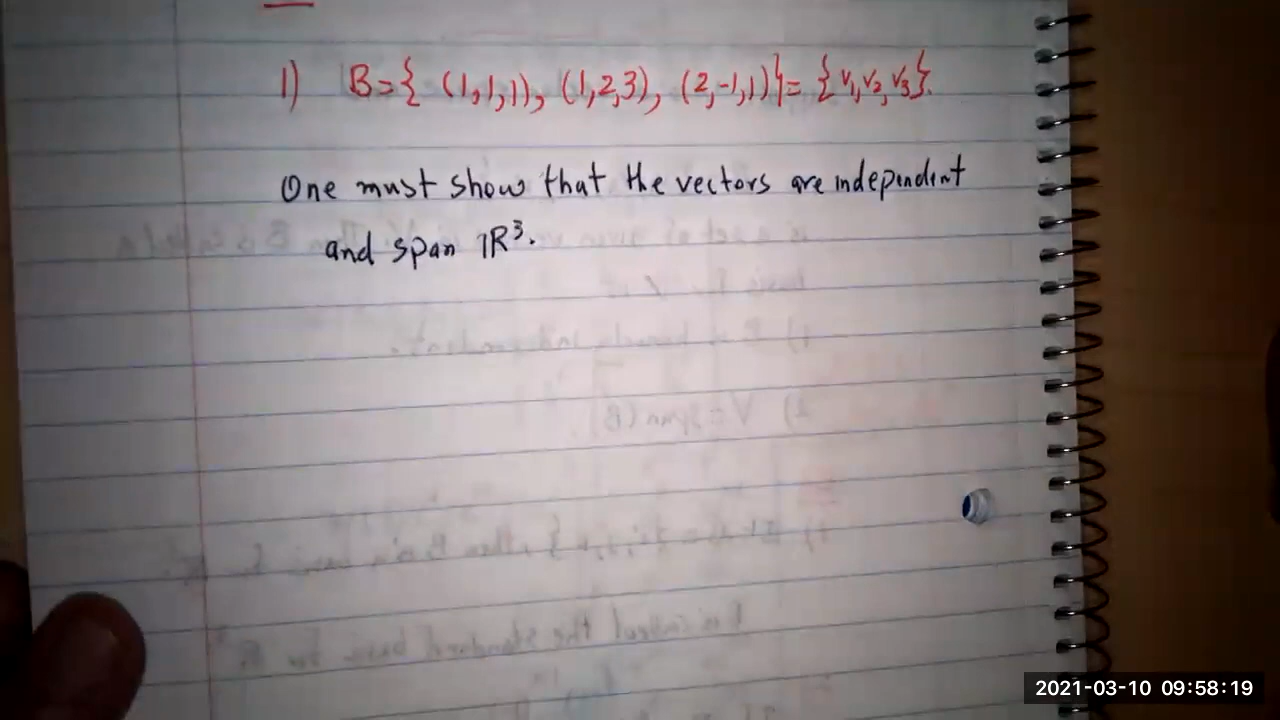 1) B = { (1,1,1), (1,2,3), (2,-1,1)} = {v₁,v₂,v₃}.
One must show that the vectors are independent
and span ℝ³.
2021-03-10 09:58:19